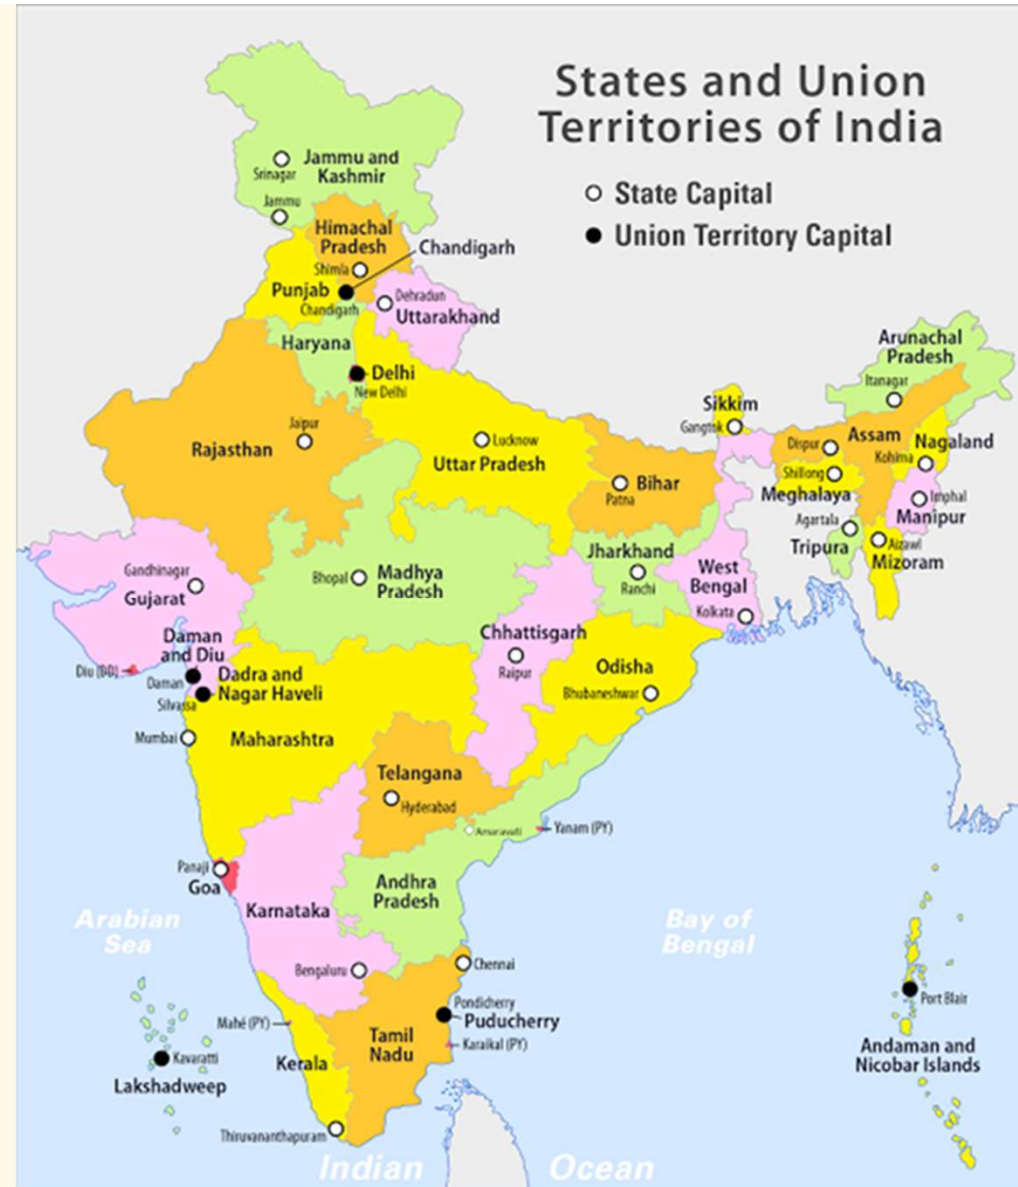 States and Union
Territories of India
State Capital
Union Territory Capital
Jammu and
Kashmir
Srinagar
Jammu
Himachal
Pradesh
Shimla
Chandigarh
Punjab
Chandigarh
Dehradun
Uttarakhand
Haryana
Delhi
New Delhi
Arunachal
Pradesh
Itanagar
Sikkim
Gangtok
Rajasthan
Jaipur
Lucknow
Uttar Pradesh
Bihar
Patna
Dispur
Assam
Nagaland
Kohima
Shillong
Meghalaya
Imphal
Manipur
Agartala
Tripura
Aizawl
Mizoram
Gandhinagar
Gujarat
Bhopal
Madhya
Pradesh
Jharkhand
Ranchi
West
Bengal
Kolkata
Daman
and Diu
Diu (DD)
Daman
Dadra and
Nagar Haveli
Silvassa
Chhattisgarh
Raipur
Odisha
Bhubaneshwar
Mumbai
Maharashtra
Telangana
Hyderabad
Amaravati
Yanam (PY)
Panaji
Goa
Karnataka
Andhra
Pradesh
Arabian
Sea
Bay of
Bengal
Bengaluru
Chennai
Pondicherry
Puducherry
Mahé (PY)
Karaikal (PY)
Tamil
Nadu
Kerala
Kavaratti
Lakshadweep
Port Blair
Andaman and
Nicobar Islands
Thiruvananthapuram
Indian Ocean